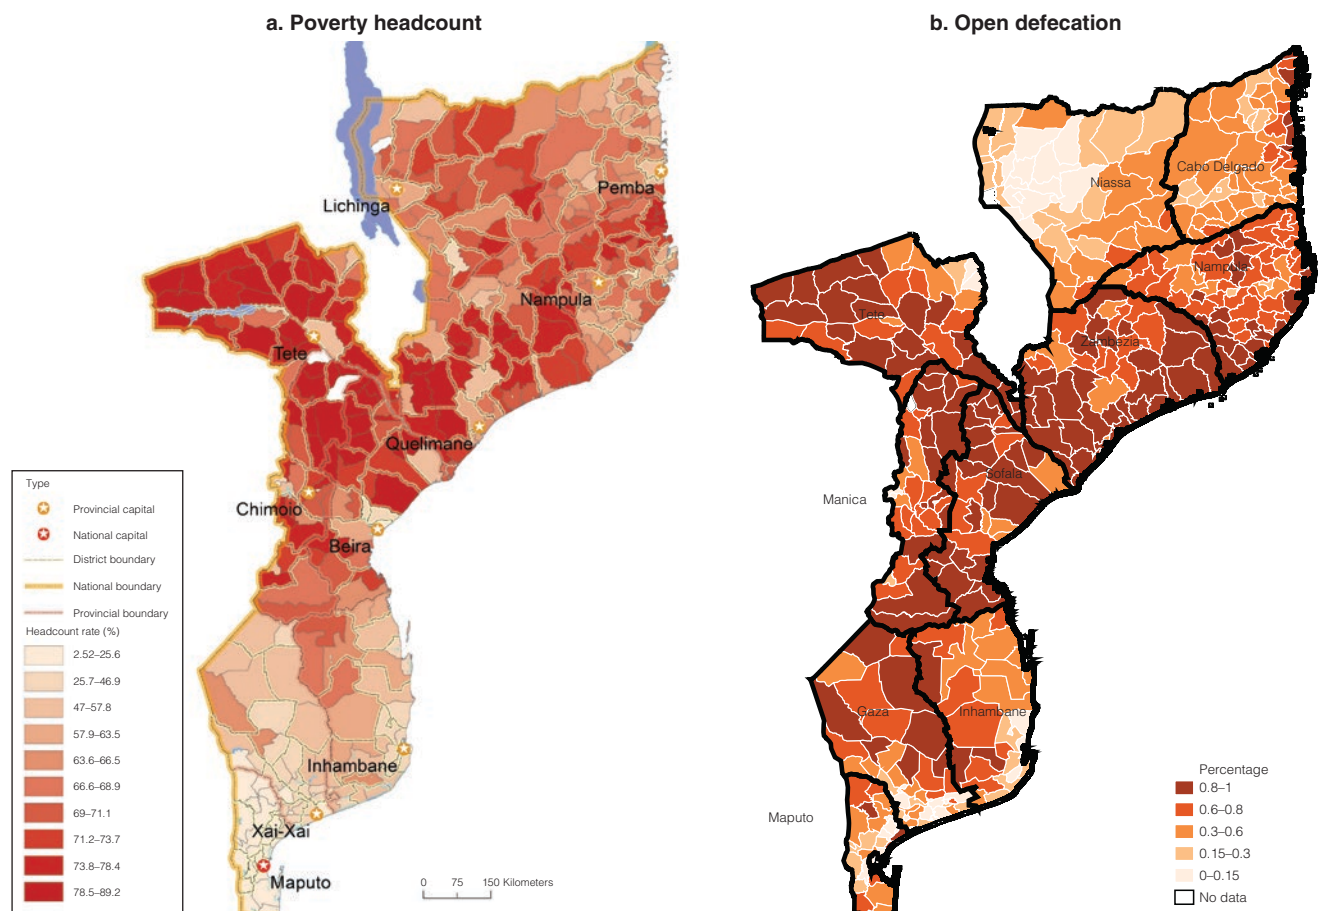 a. Poverty headcount
Pemba
Lichinga
Nampula
Tete
Quelimane
Chimoio
Beira
Inhambane
Xai-Xai
Maputo
Type
Provincial capital
National capital
District boundary
National boundary
Provincial boundary
Headcount rate (%)
2.52–25.6
25.7–46.9
47–57.8
57.9–63.5
63.6–66.5
66.6–68.9
69–71.1
71.2–73.7
73.8–78.4
78.5–89.2
0 75 150 Kilometers
b. Open defecation
Cabo Delgado
Niassa
Nampula
Tete
Zambezia
Sofala
Manica
Gaza
Inhambane
Maputo
Percentage
0.8–1
0.6–0.8
0.3–0.6
0.15–0.3
0–0.15
No data